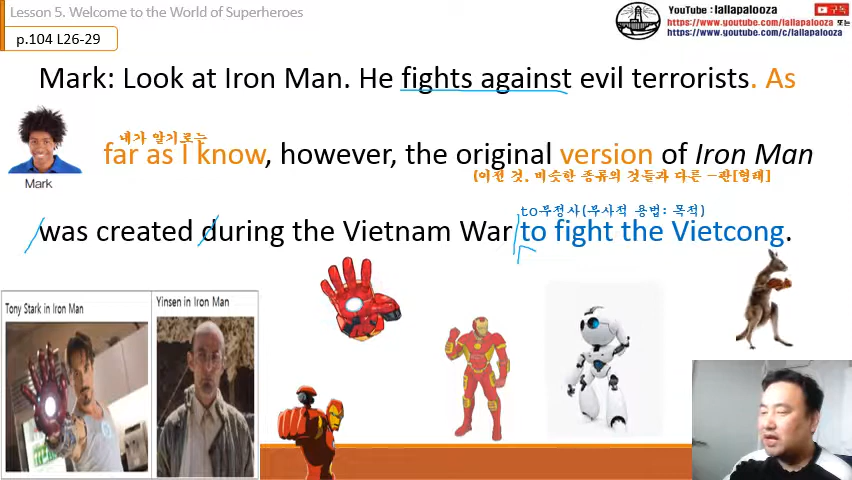 Lesson 5. Welcome to the World of Superheroes
p.104 L26-29
YouTube : lallapalooza
구독
https://www.youtube.com/lallapalooza 또는
https://www.youtube.com/c/lallapalooza
Mark: Look at Iron Man. He fights against evil terrorists. As
내가 알기로는
far as I know, however, the original version of Iron Man
(이전 것, 비슷한 종류의 것들과 다른 -판[형태]
Mark
to부정사(부사적 용법: 목적)
was created during the Vietnam War to fight the Vietcong.
Tony Stark in Iron Man
Yinsen in Iron Man